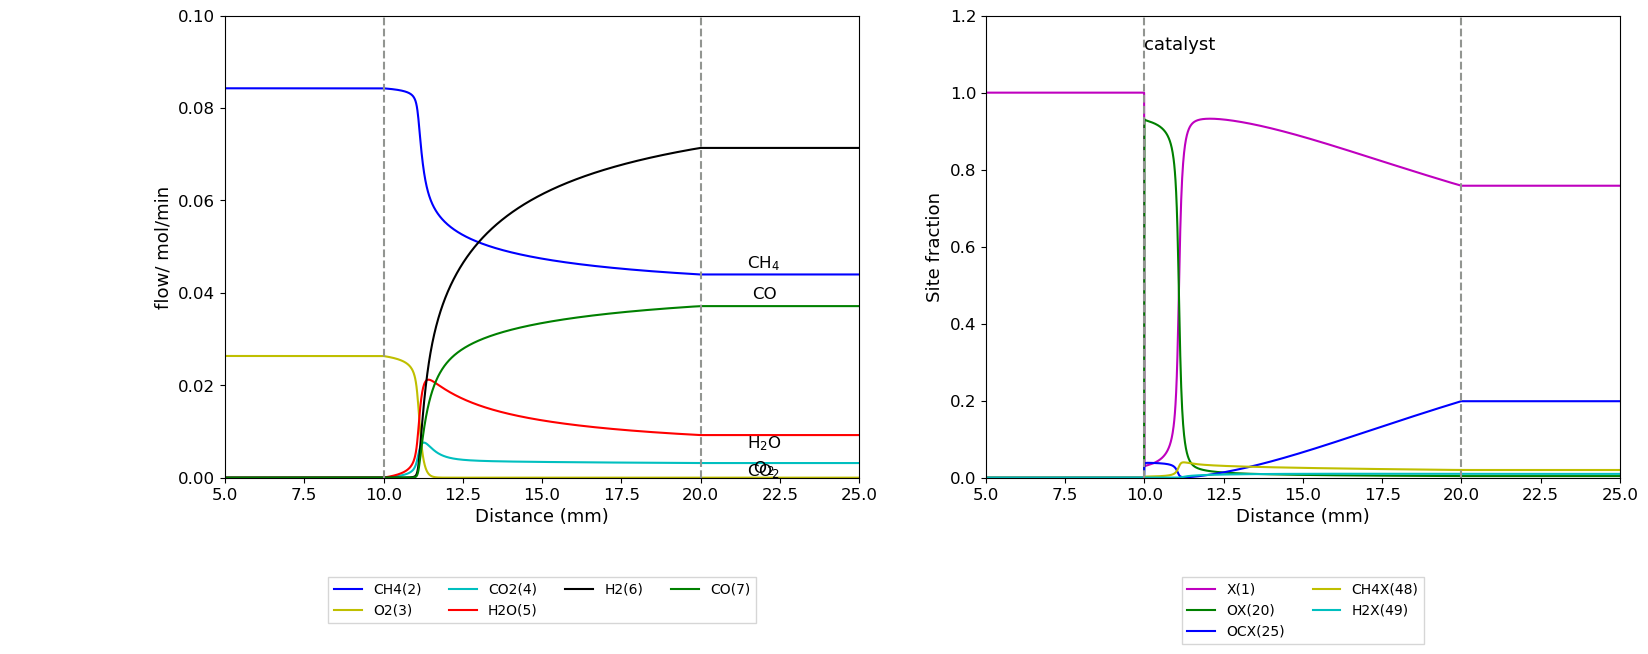 0.10
0.08
0.06
0.04
0.02
0.00
flow/ mol/min
CH₄
CO
H₂O
O₂
CO₂
5.0 7.5 10.0 12.5 15.0 17.5 20.0 22.5 25.0
Distance (mm)
CH4(2) CO2(4) H2(6) CO(7)
O2(3) H2O(5)
1.2
1.0
0.8
0.6
0.4
0.2
0.0
Site fraction
catalyst
5.0 7.5 10.0 12.5 15.0 17.5 20.0 22.5 25.0
Distance (mm)
X(1) CH4X(48)
OX(20) H2X(49)
OCX(25)